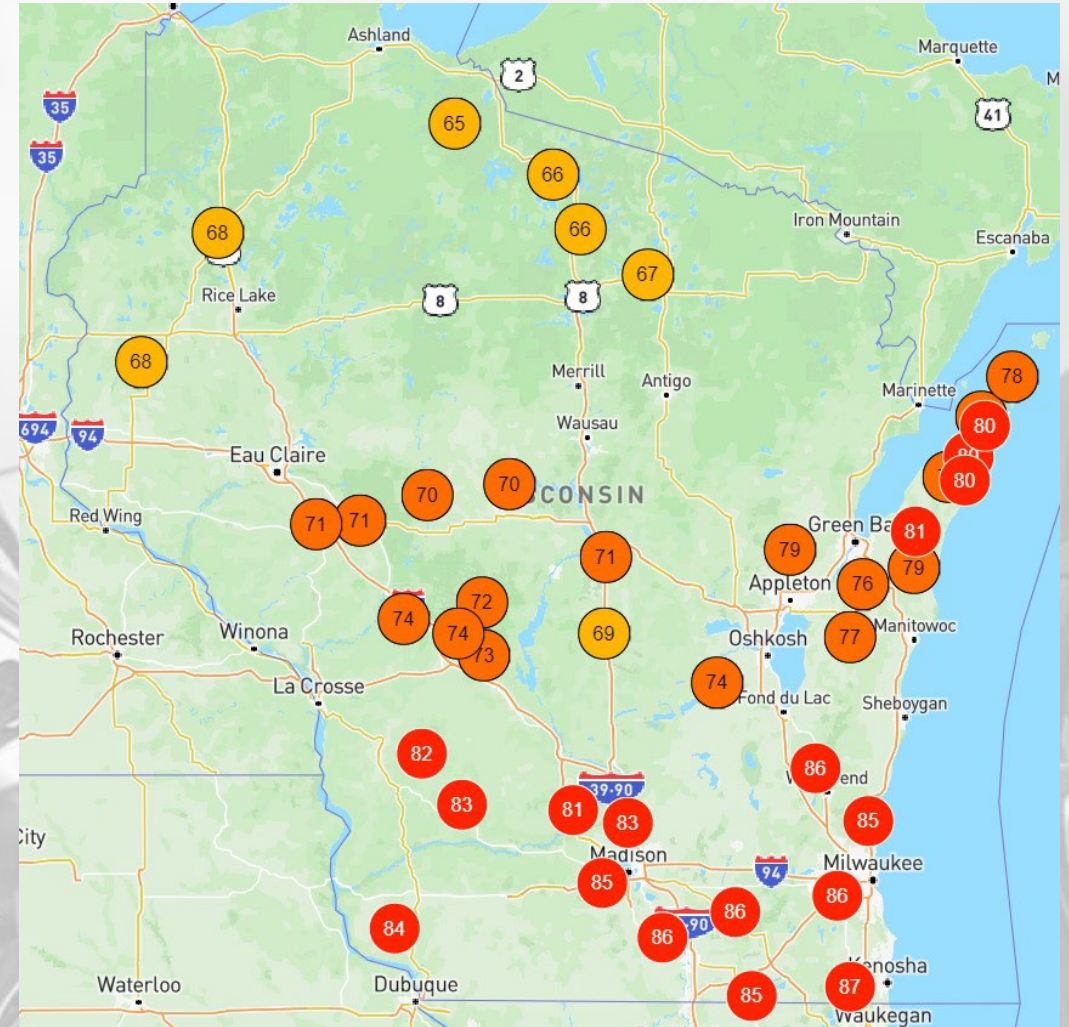 Ashland
Marquette
M
2
35
41
65
35
66
68
66
Iron Mountain
Escanaba
67
Rice Lake
8
8
68
Merrill
Antigo
78
Marinette
694
94
Wausau
80
Eau Claire
80
70
70
CONSIN
Red Wing
71
71
Green Ba
81
79
71
Appleton
76
79
72
74
74
69
Manitowoc
Rochester
Winona
Oshkosh
77
73
La Crosse
74
Fond du Lac
Sheboygan
82
86
end
39-90
83
81
83
85
City
Madison
94
Milwaukee
85
86
86
84
86
-90
Waterloo
Dubuque
Kenosha
85
87
Waukegan